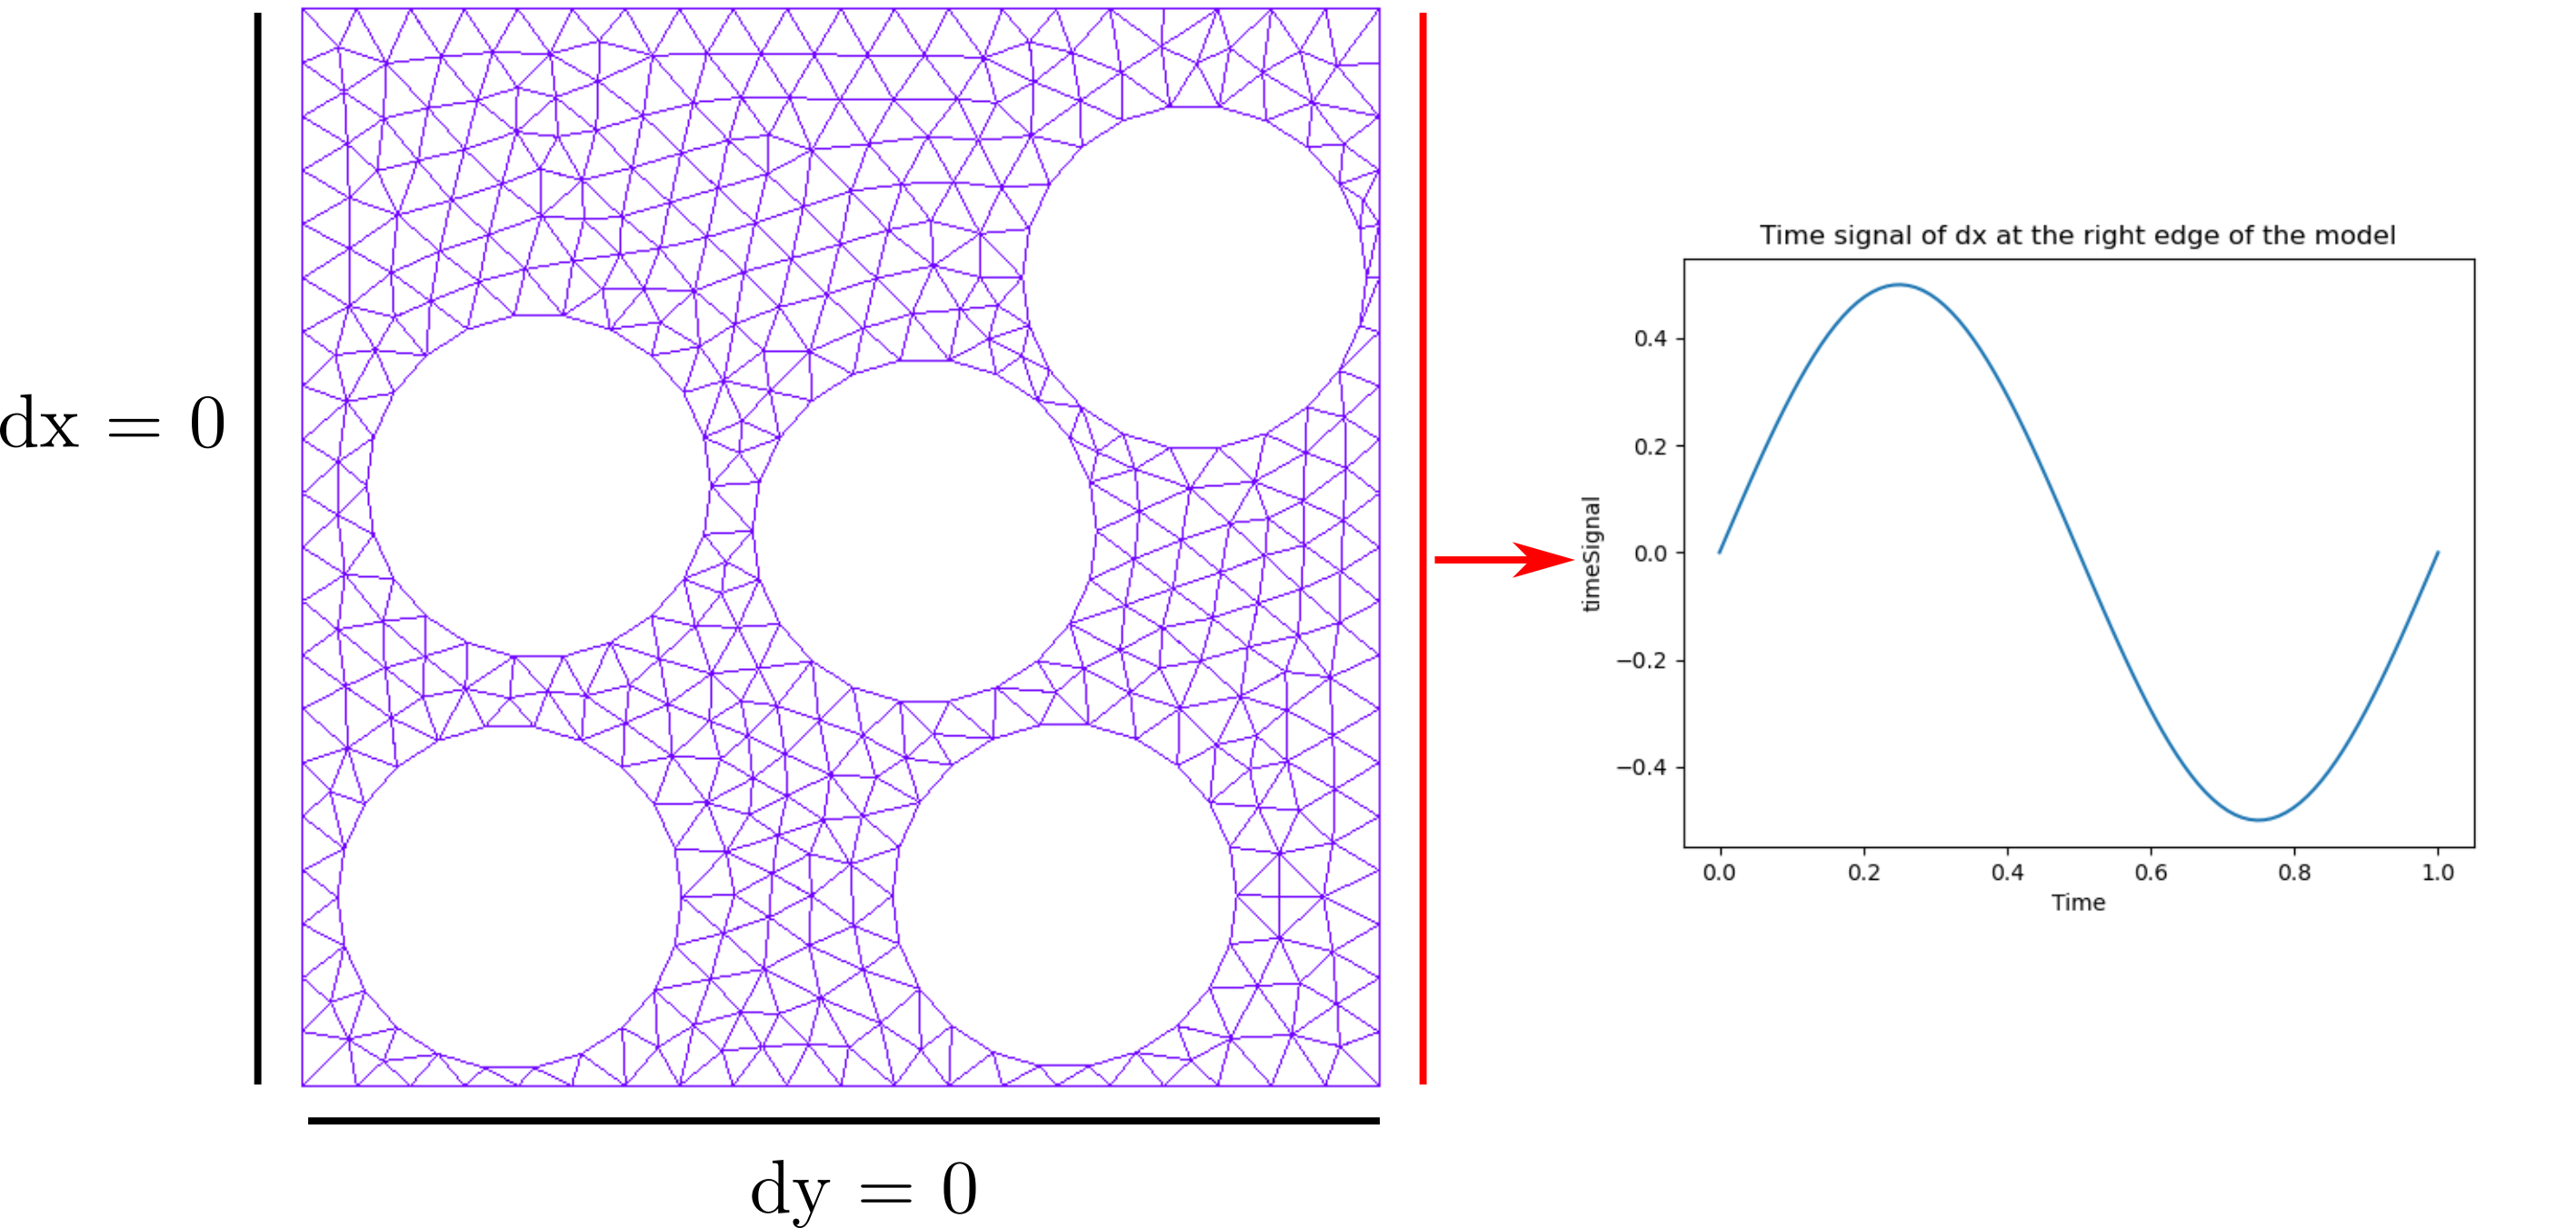 dx = 0
dy = 0
Time signal of dx at the right edge of the model
timeSignal
0.4
0.2
0.0
−0.2
−0.4
0.0 0.2 0.4 0.6 0.8 1.0
Time